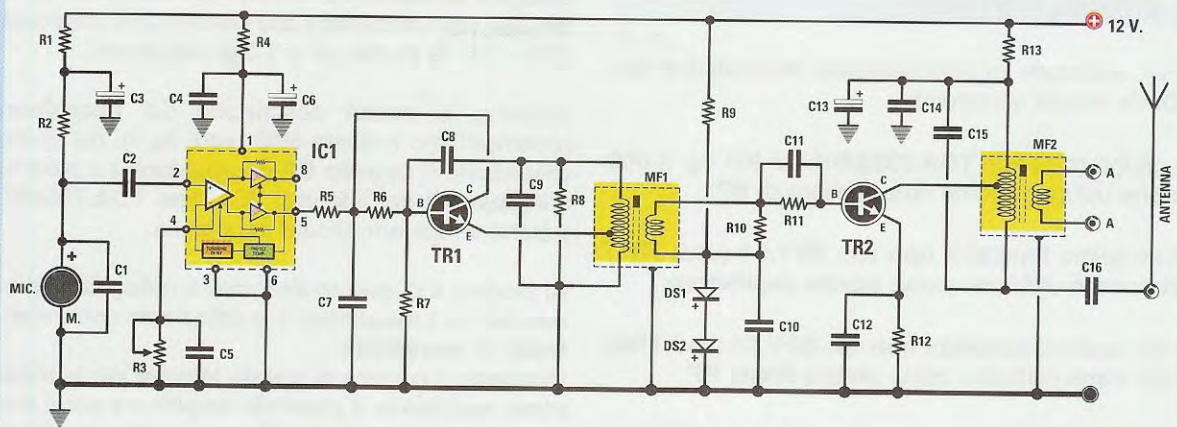 R1
R4
12 V.
R13
C3
C4
C6
R9
C13
C14
C15
R2
IC1
C11
MF2
C2
1
C8
A
2
8
C9
R8
MF1
B
C
R11
A
ANTENNA
4
5
R5
R6
B
C
E
R10
E
TR2
TR1
3
6
DS1
C16
+
MIC.
C1
C7
M.
R7
DS2
C10
C12
R12
R3
C5